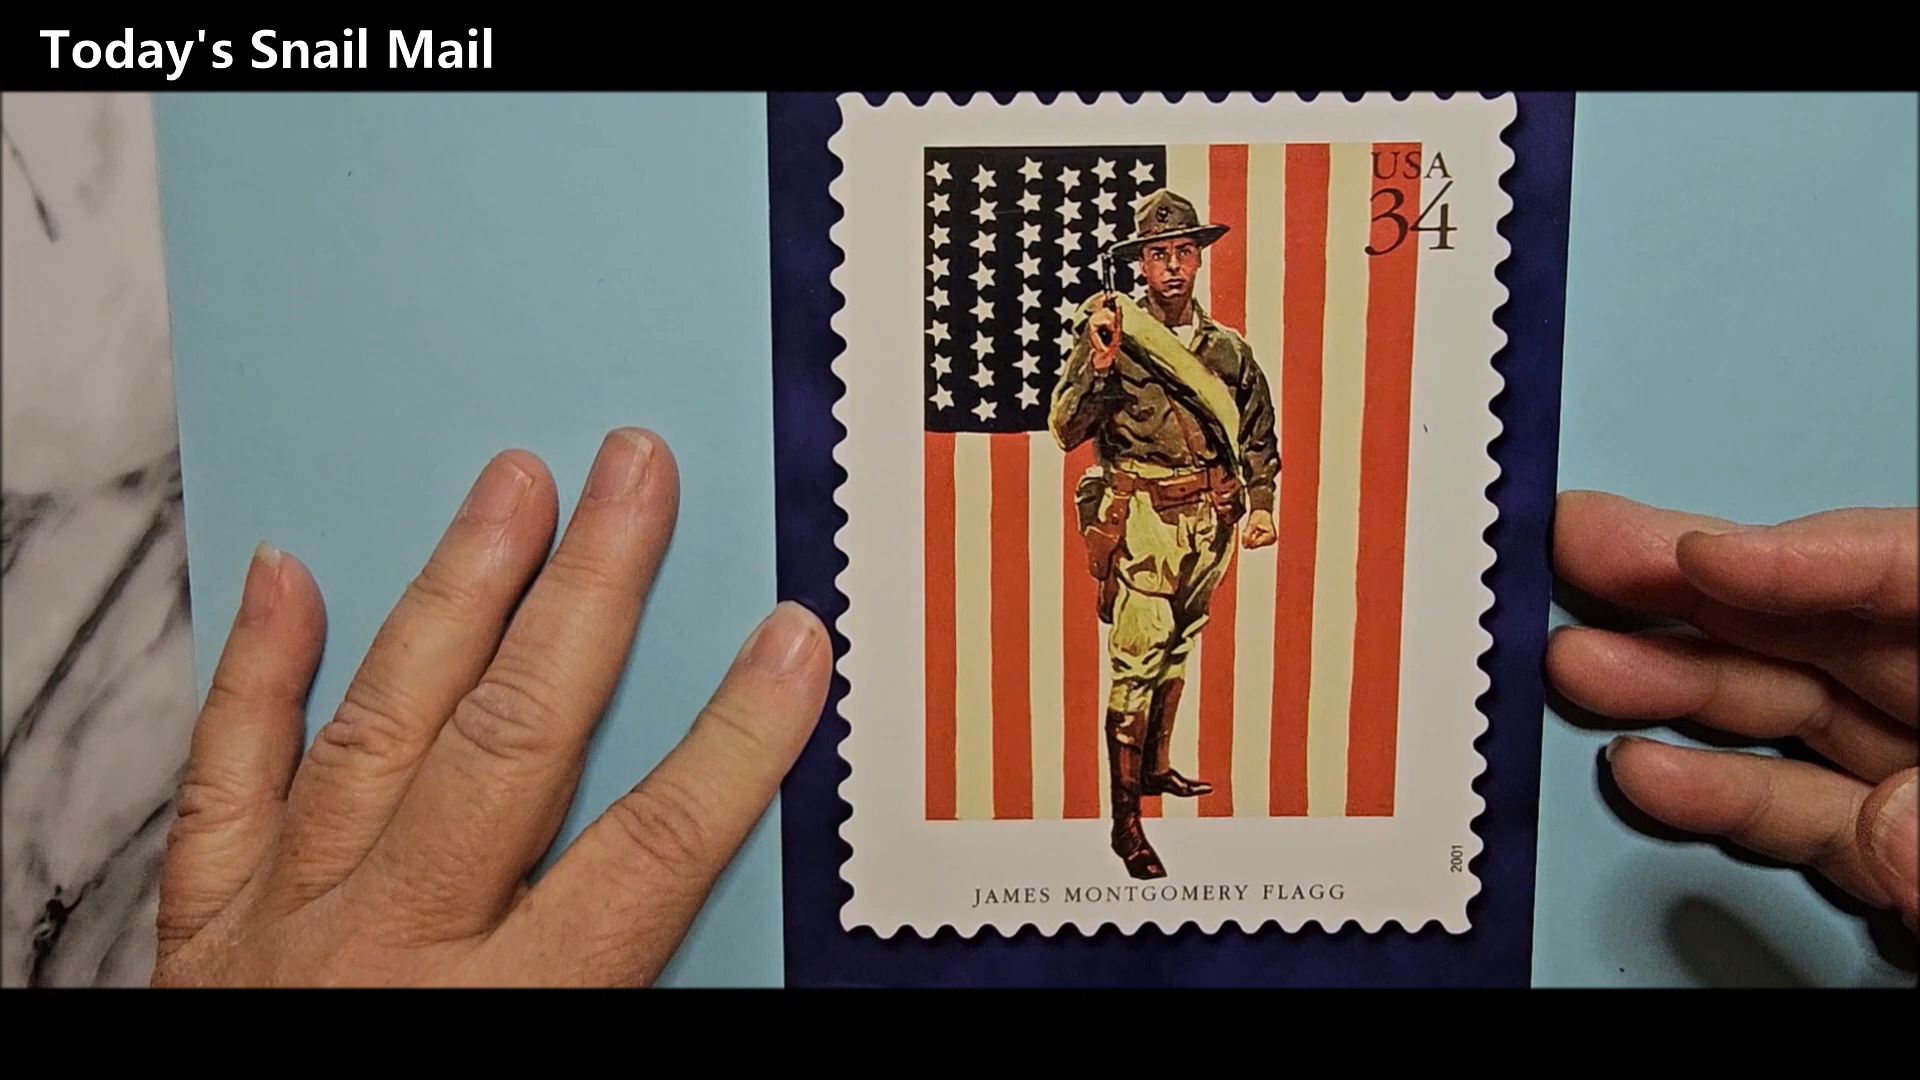 Today's Snail Mail
USA
34
2001
JAMES MONTGOMERY FLAGG